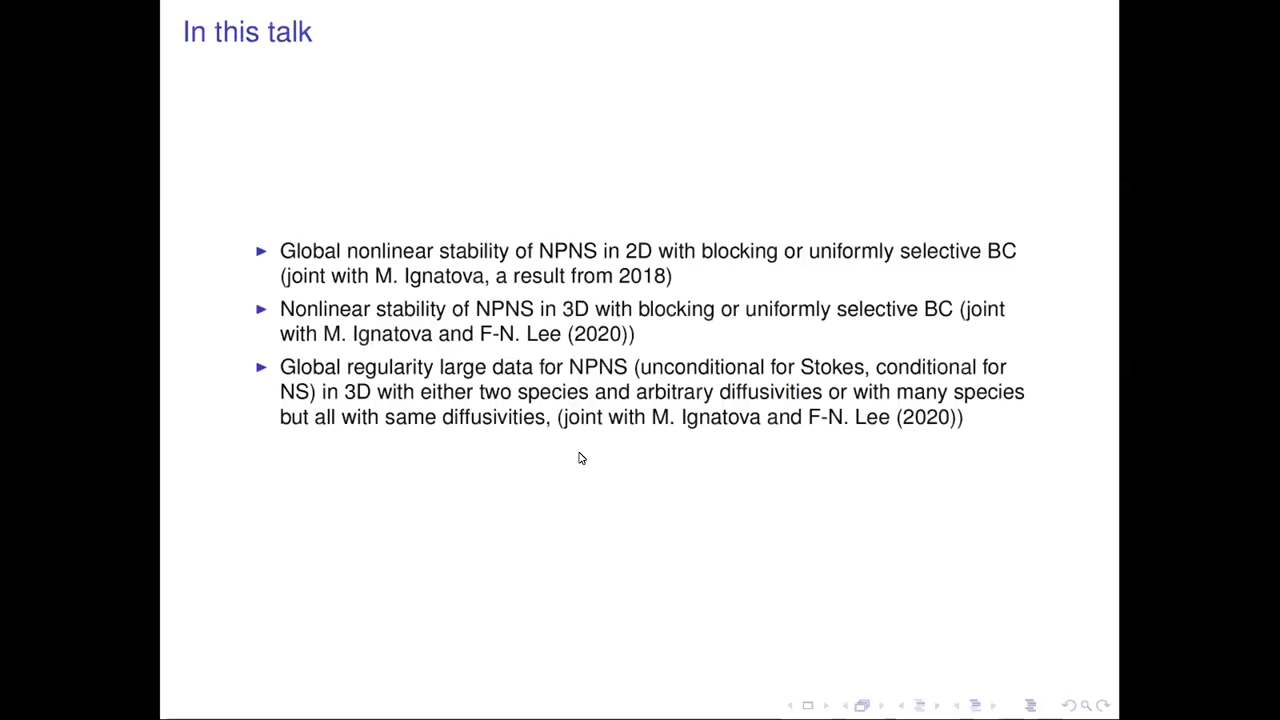 In this talk
Global nonlinear stability of NPNS in 2D with blocking or uniformly selective BC
(joint with M. Ignatova, a result from 2018)
Nonlinear stability of NPNS in 3D with blocking or uniformly selective BC (joint
with M. Ignatova and F-N. Lee (2020))
Global regularity large data for NPNS (unconditional for Stokes, conditional for
NS) in 3D with either two species and arbitrary diffusivities or with many species
but all with same diffusivities, (joint with M. Ignatova and F-N. Lee (2020))